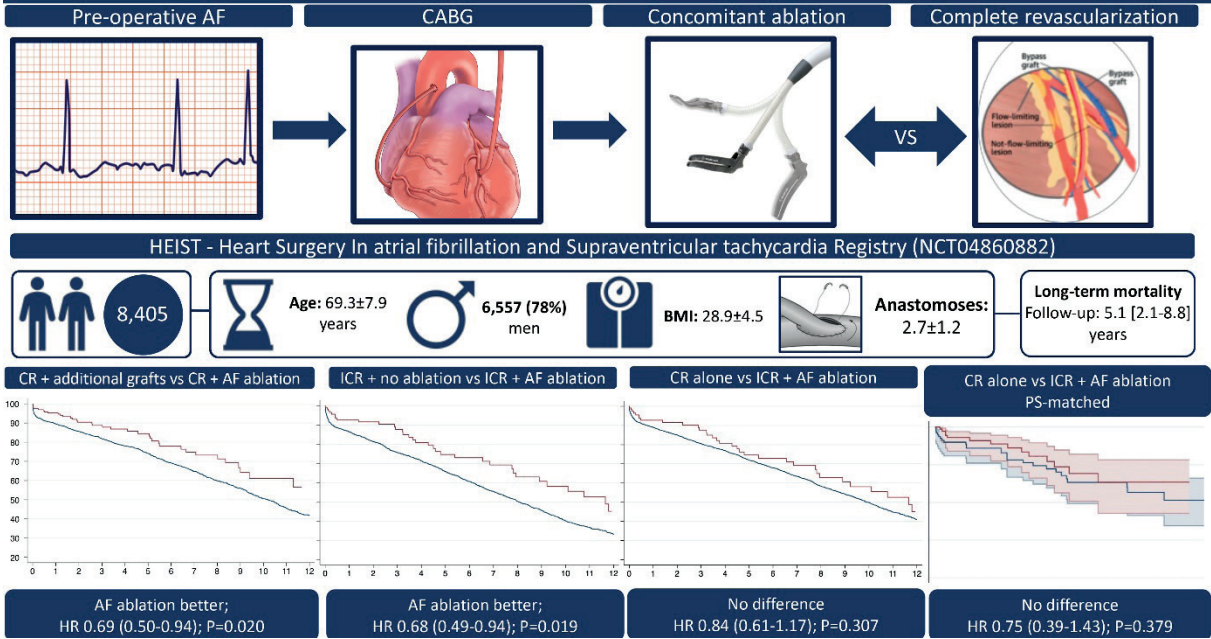 Pre-operative AF
CABG
Concomitant ablation
Complete revascularization
VS
Bypass
graft
Bypass
graft
Flow-limiting
lesion
Not-flow-limiting
lesion
HEIST - Heart Surgery In atrial fibrillation and Supraventricular tachycardia Registry (NCT04860882)
8,405
Age: 69.3±7.9
years
6,557 (78%)
men
BMI: 28.9±4.5
Anastomoses:
2.7±1.2
Long-term mortality
Follow-up: 5.1 [2.1-8.8]
years
CR + additional grafts vs CR + AF ablation
ICR + no ablation vs ICR + AF ablation
CR alone vs ICR + AF ablation
CR alone vs ICR + AF ablation
PS-matched
100
90
80
70
60
50
40
30
20
0 1 2 3 4 5 6 7 8 9 10 11 12
0 1 2 3 4 5 6 7 8 9 10 11 12
0 1 2 3 4 5 6 7 8 9 10 11 12
AF ablation better;
HR 0.69 (0.50-0.94); P=0.020
AF ablation better;
HR 0.68 (0.49-0.94); P=0.019
No difference
HR 0.84 (0.61-1.17); P=0.307
No difference
HR 0.75 (0.39-1.43); P=0.379